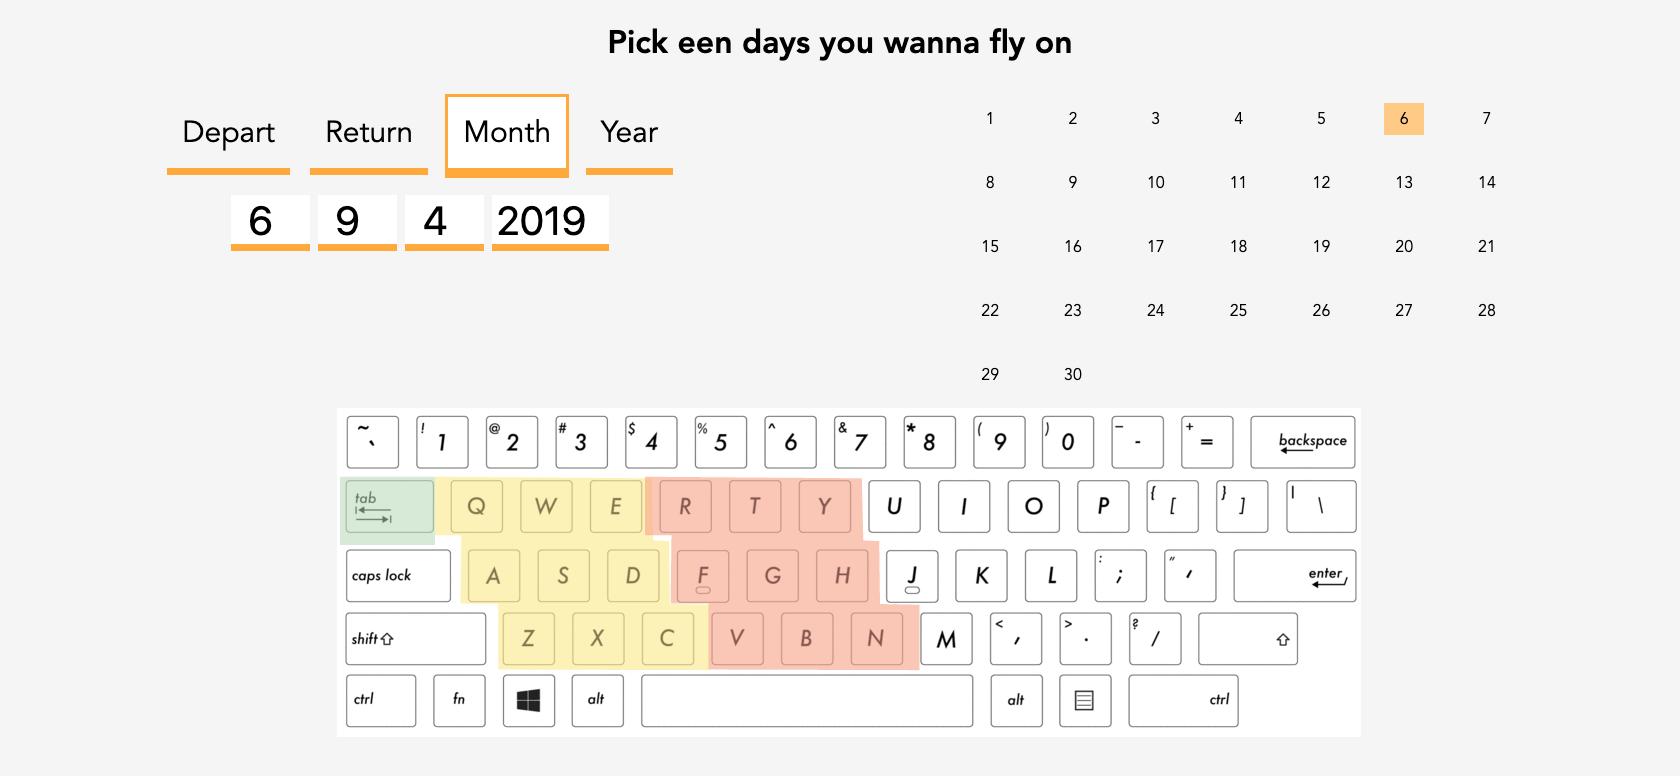 Pick een days you wanna fly on
Depart Return Month Year
6 9 4 2019
1 2 3 4 5 6 7
8 9 10 11 12 13 14
15 16 17 18 19 20 21
22 23 24 25 26 27 28
29 30
~ ` ! 1 @ 2 # 3 $ 4 % 5 ^ 6 & 7 * 8 ( 9 ) 0 _ - + = backspace
tab Q W E R T Y U I O P { [ } ] | \
caps lock A S D F G H J K L : ; " ' enter
shift Z X C V B N M < , > . ? /
ctrl fn alt alt ctrl